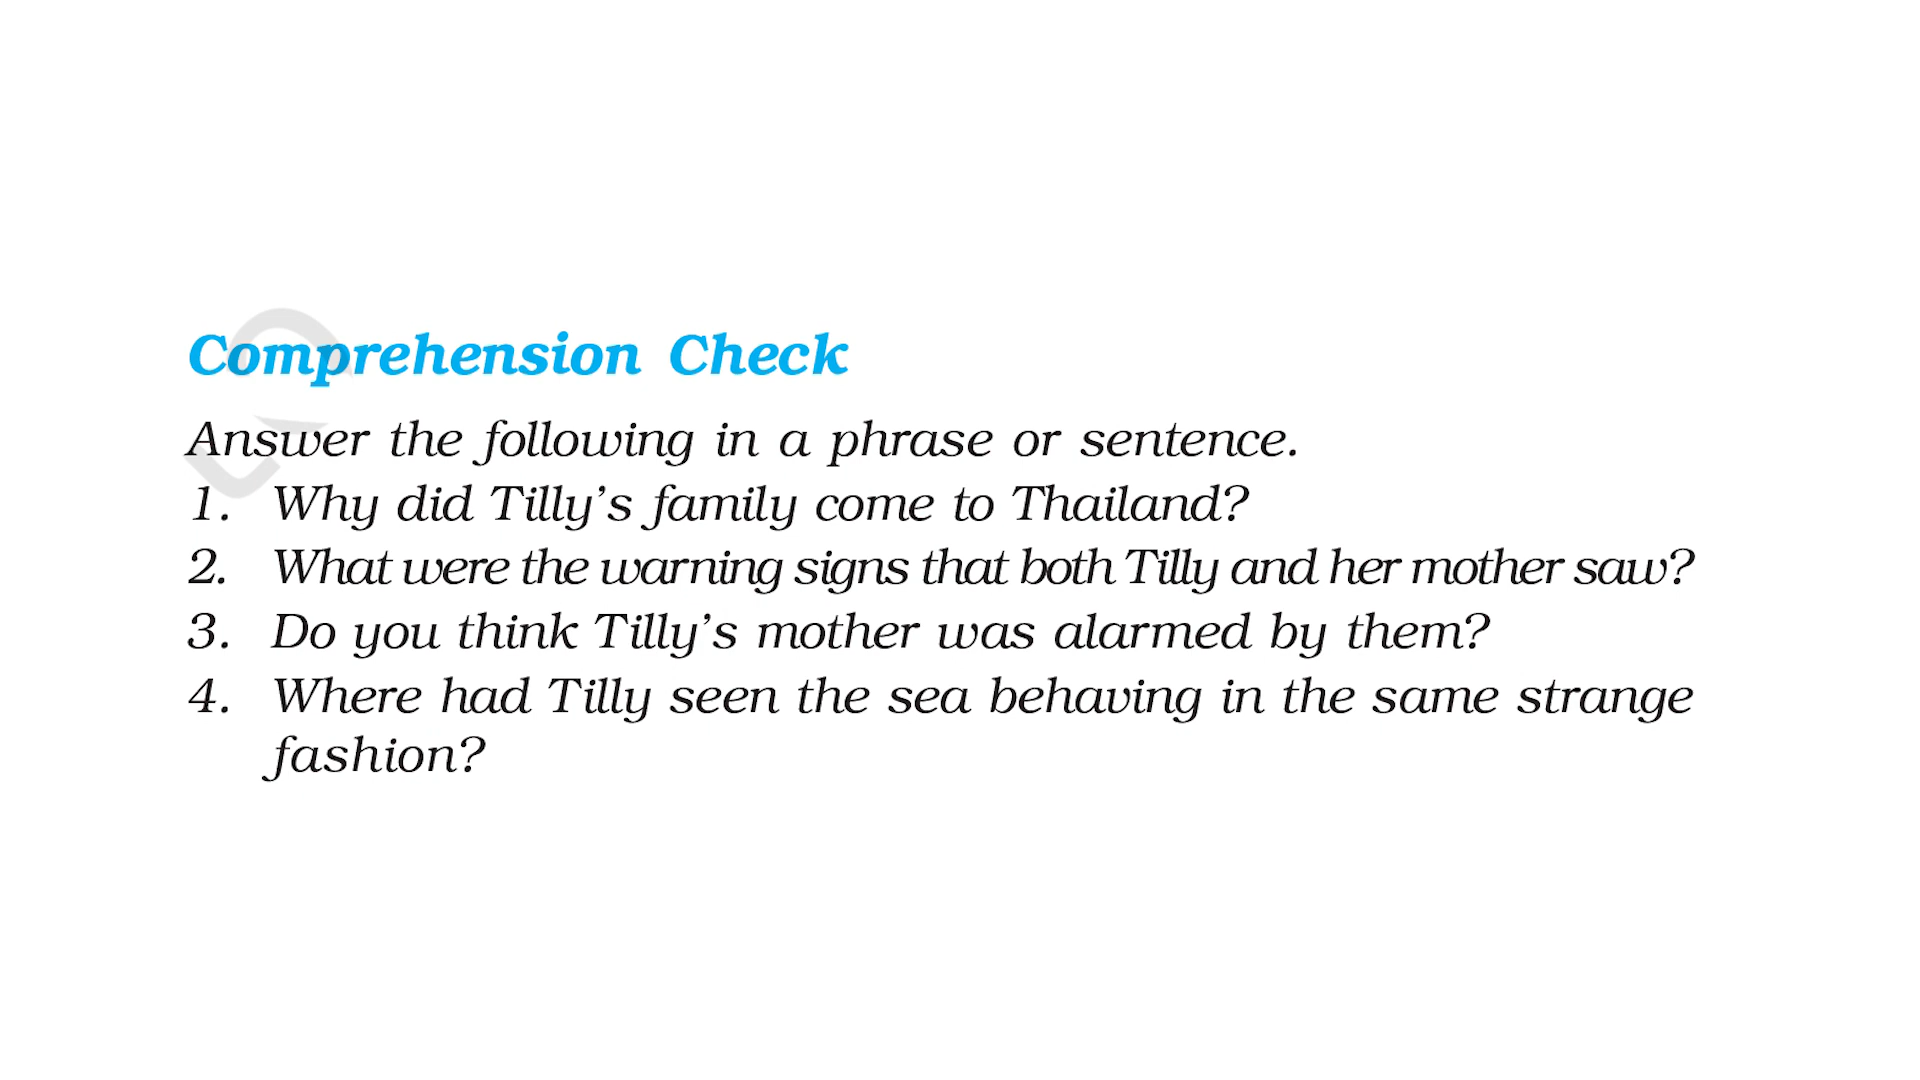 Comprehension Check
Answer the following in a phrase or sentence.
1. Why did Tilly’s family come to Thailand?
2. What were the warning signs that both Tilly and her mother saw?
3. Do you think Tilly’s mother was alarmed by them?
4. Where had Tilly seen the sea behaving in the same strange
fashion?